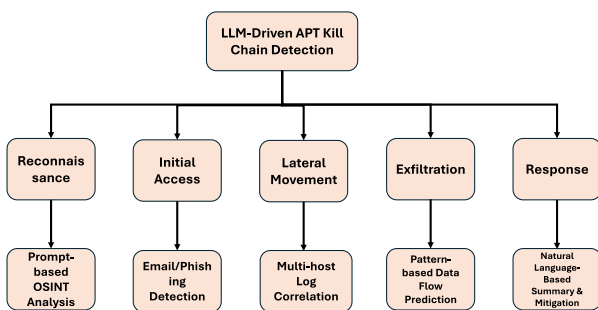 LLM-Driven APT Kill
Chain Detection
Reconnais
sance
Initial
Access
Lateral
Movement
Exfiltration
Response
Prompt-
based
OSINT
Analysis
Email/Phish
ing
Detection
Multi-host
Log
Correlation
Pattern-
based Data
Flow
Prediction
Natural
Language-
Based
Summary &
Mitigation